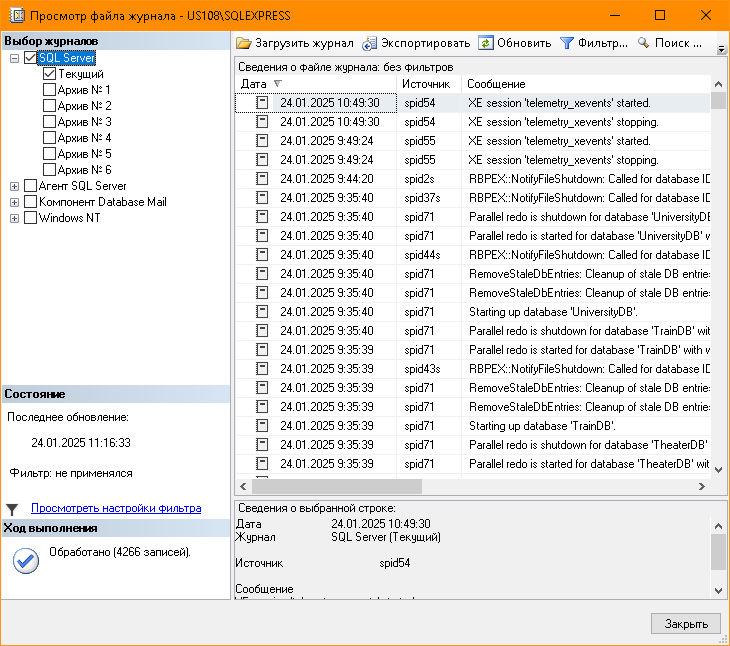 Просмотр файла журнала - US108\SQLEXPRESS
Выбор журналов
SQL Server
Текущий
Архив № 1
Архив № 2
Архив № 3
Архив № 4
Архив № 5
Архив № 6
Агент SQL Server
Компонент Database Mail
Windows NT
Состояние
Последнее обновление:
24.01.2025 11:16:33
Фильтр: не применялся
Просмотреть настройки фильтра
Ход выполнения
Обработано (4266 записей).
Загрузить журнал Экспортировать Обновить Фильтр... Поиск ...
Сведения о файле журнала: без фильтров
Дата Источник Сообщение
24.01.2025 10:49:30 spid54 XE session 'telemetry_xevents' started.
24.01.2025 10:49:30 spid54 XE session 'telemetry_xevents' stopping.
24.01.2025 9:49:24 spid55 XE session 'telemetry_xevents' started.
24.01.2025 9:49:24 spid55 XE session 'telemetry_xevents' stopping.
24.01.2025 9:44:20 spid2s RBPEX::NotifyFileShutdown: Called for database ID
24.01.2025 9:35:40 spid37s RBPEX::NotifyFileShutdown: Called for database ID
24.01.2025 9:35:40 spid71 Parallel redo is shutdown for database 'UniversityDB
24.01.2025 9:35:40 spid71 Parallel redo is started for database 'UniversityDB' w
24.01.2025 9:35:40 spid44s RBPEX::NotifyFileShutdown: Called for database ID
24.01.2025 9:35:40 spid71 RemoveStaleDbEntries: Cleanup of stale DB entries
24.01.2025 9:35:40 spid71 RemoveStaleDbEntries: Cleanup of stale DB entries
24.01.2025 9:35:40 spid71 Starting up database 'UniversityDB'.
24.01.2025 9:35:40 spid71 Parallel redo is shutdown for database 'TrainDB' wit
24.01.2025 9:35:39 spid71 Parallel redo is started for database 'TrainDB' with w
24.01.2025 9:35:39 spid43s RBPEX::NotifyFileShutdown: Called for database ID
24.01.2025 9:35:39 spid71 RemoveStaleDbEntries: Cleanup of stale DB entries
24.01.2025 9:35:39 spid71 RemoveStaleDbEntries: Cleanup of stale DB entries
24.01.2025 9:35:39 spid71 Starting up database 'TrainDB'.
24.01.2025 9:35:39 spid71 Parallel redo is shutdown for database 'TheaterDB'
24.01.2025 9:35:39 spid71 Parallel redo is started for database 'TheaterDB' wit
Сведения о выбранной строке:
Дата 24.01.2025 10:49:30
Журнал SQL Server (Текущий)
Источник spid54
Сообщение
Закрыть